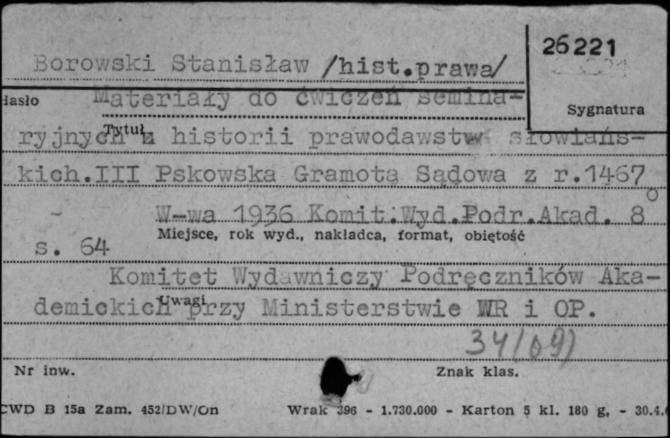 26221
Borowski Stanisław /hist.prawa/
Hasło
Sygnatura
Materiały do ćwiczeń semina-
Tytuł
ryjnych z historii prawodawstw słowiańs-
kich.III Pskowska Gramota Sądowa z r.1467
W-wa 1936 Komit.Wyd.Podr.Akad. 8°
Miejsce, rok wyd., nakładca, format, objętość
s. 64
Komitet Wydawniczy Podręczników Aka-
Uwagi
demickich przy Ministerstwie WR i OP.
34(09)
Nr inw.
Znak klas.
CWD B 15a Zam. 452/DW/On Wrak 396 - 1.730.000 - Karton 5 kl. 180 g, - 30.4.